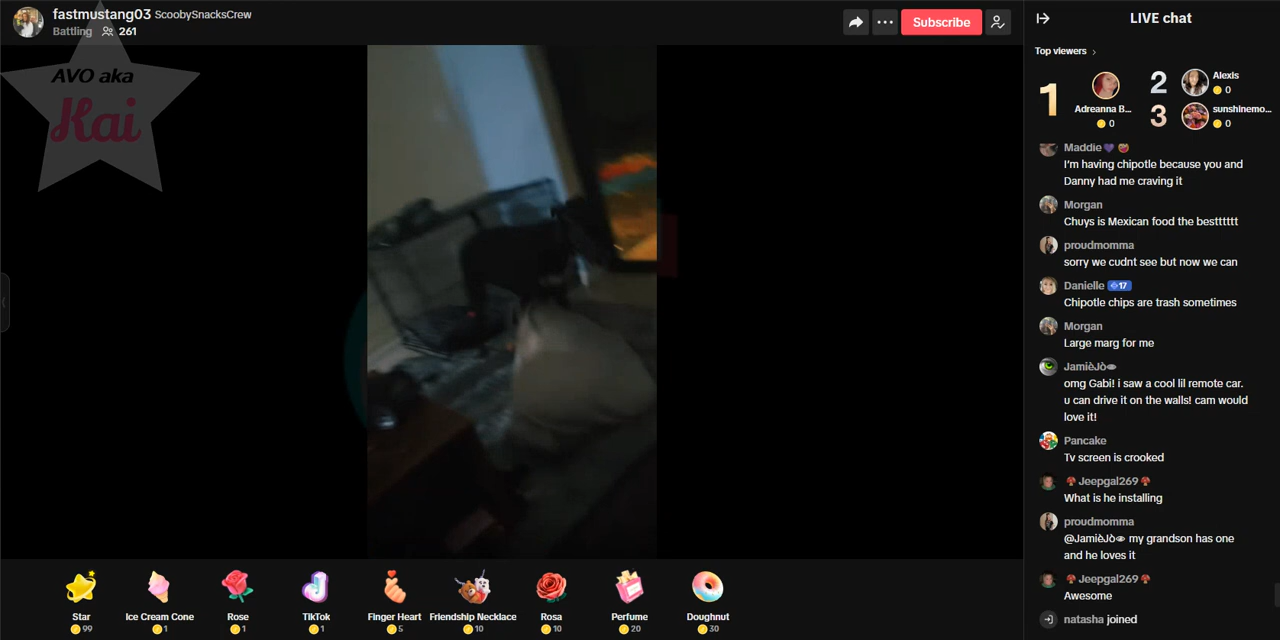 fastmustang03 ScoobySnacksCrew
Battling 261
Subscribe
LIVE chat
AVO aka
Kai
Top viewers
1
Adreanna B...
0
2
Alexis
0
3
sunshinemo...
0
Maddie
I'm having chipotle because you and
Danny had me craving it
Morgan
Chuys is Mexican food the besttttt
proudmomma
sorry we cudnt see but now we can
Danielle 17
Chipotle chips are trash sometimes
Morgan
Large marg for me
JamièJò
omg Gabi! i saw a cool lil remote car.
u can drive it on the walls! cam would
love it!
Pancake
Tv screen is crooked
Jeepgal269
What is he installing
proudmomma
@JamièJò my grandson has one
and he loves it
Jeepgal269
Awesome
natasha joined
Star
99
Ice Cream Cone
1
Rose
1
TikTok
1
Finger Heart
5
Friendship Necklace
10
Rosa
10
Perfume
20
Doughnut
30